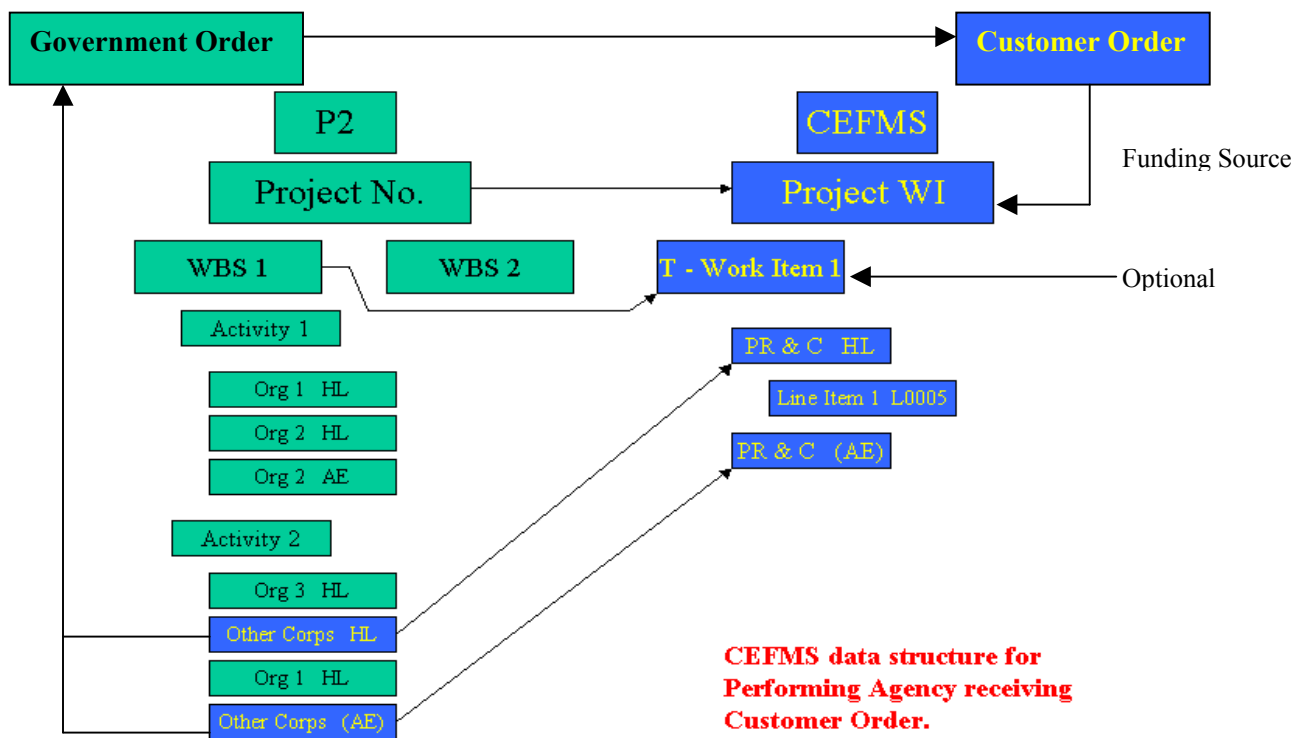 Government Order
Customer Order
P2
CEFMS
Funding Source
Project No.
Project WI
WBS 1
WBS 2
T - Work Item 1
Optional
Activity 1
PR & C HL
Org 1 HL
Line Item 1 L0005
Org 2 HL
PR & C (AE)
Org 2 AE
Activity 2
Org 3 HL
Other Corps HL
Org 1 HL
Other Corps (AE)
CEFMS data structure for
Performing Agency receiving
Customer Order.